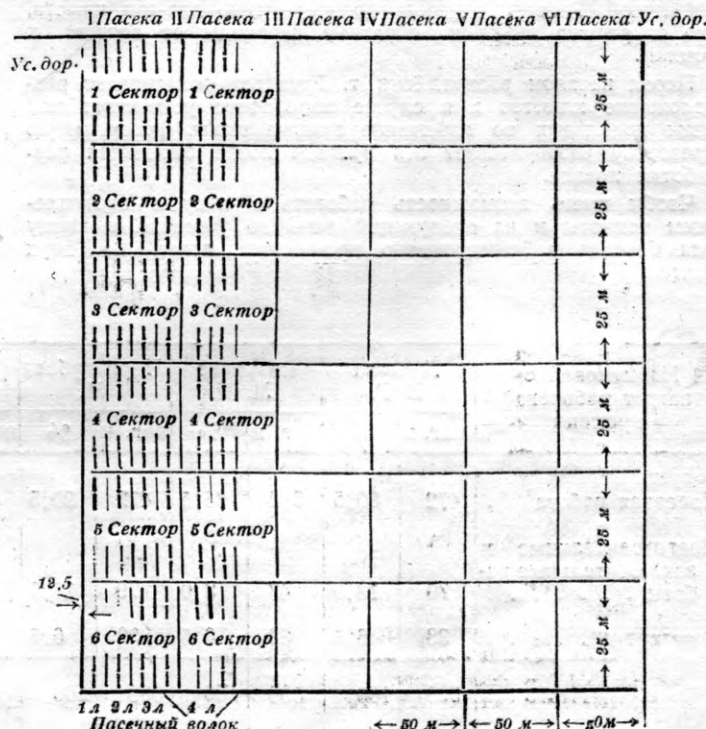 I Пасека II Пасека III Пасека IV Пасека V Пасека VI Пасека Ус. дор.
Ус. дор.
25 м
1 Сектор 1 Сектор
25 м
2 Сектор 2 Сектор
25 м
3 Сектор 3 Сектор
25 м
4 Сектор 4 Сектор
25 м
5 Сектор 5 Сектор
12,5
25 м
6 Сектор 6 Сектор
1 л 2 л 3 л 4 л
Пасечный волок 50 м 50 м 50 м